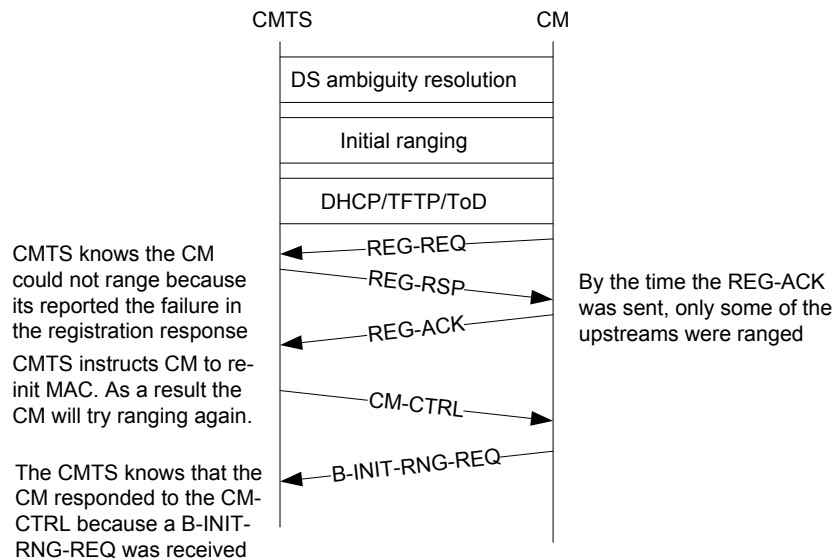 CMTS
CM
DS ambiguity resolution
Initial ranging
DHCP/TFTP/ToD
REG-REQ
CMTS knows the CM
could not range because
its reported the failure in
the registration response
REG-RSP
By the time the REG-ACK
was sent, only some of the
upstreams were ranged
REG-ACK
CMTS instructs CM to re-
init MAC. As a result the
CM will try ranging again.
CM-CTRL
B-INIT-RNG-REQ
The CMTS knows that the
CM responded to the CM-
CTRL because a B-INIT-
RNG-REQ was received